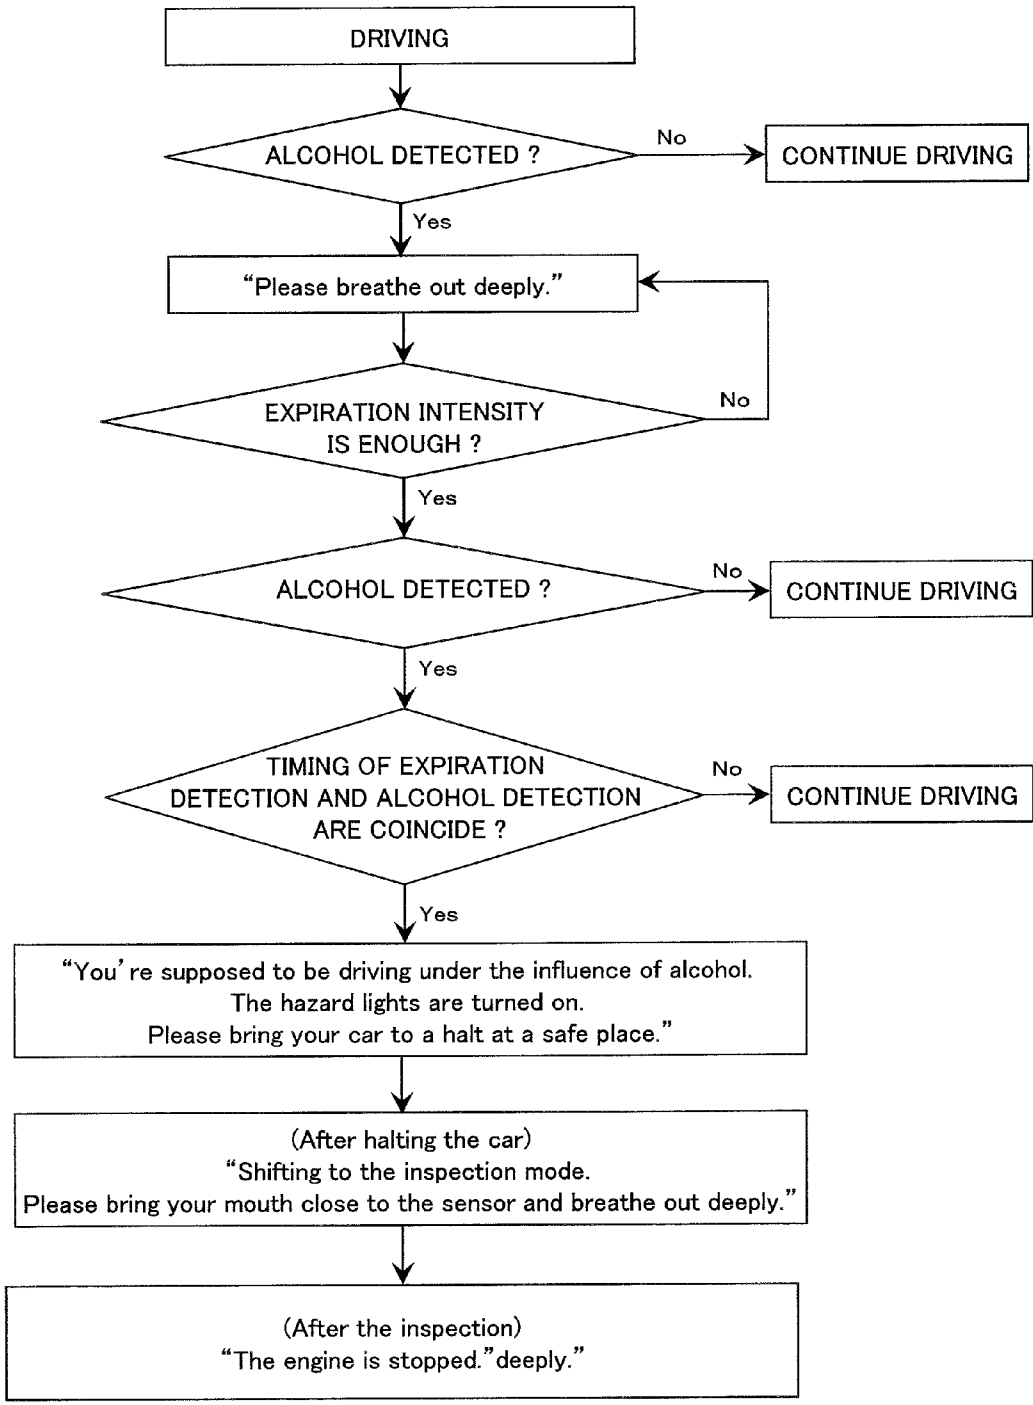 DRIVING
ALCOHOL DETECTED ?
No
CONTINUE DRIVING
Yes
“Please breathe out deeply.”
EXPIRATION INTENSITY
IS ENOUGH ?
No
Yes
ALCOHOL DETECTED ?
No
CONTINUE DRIVING
Yes
TIMING OF EXPIRATION
DETECTION AND ALCOHOL DETECTION
ARE COINCIDE ?
No
CONTINUE DRIVING
Yes
“You're supposed to be driving under the influence of alcohol.
The hazard lights are turned on.
Please bring your car to a halt at a safe place.”
(After halting the car)
“Shifting to the inspection mode.
Please bring your mouth close to the sensor and breathe out deeply.”
(After the inspection)
“The engine is stopped.”deeply.”